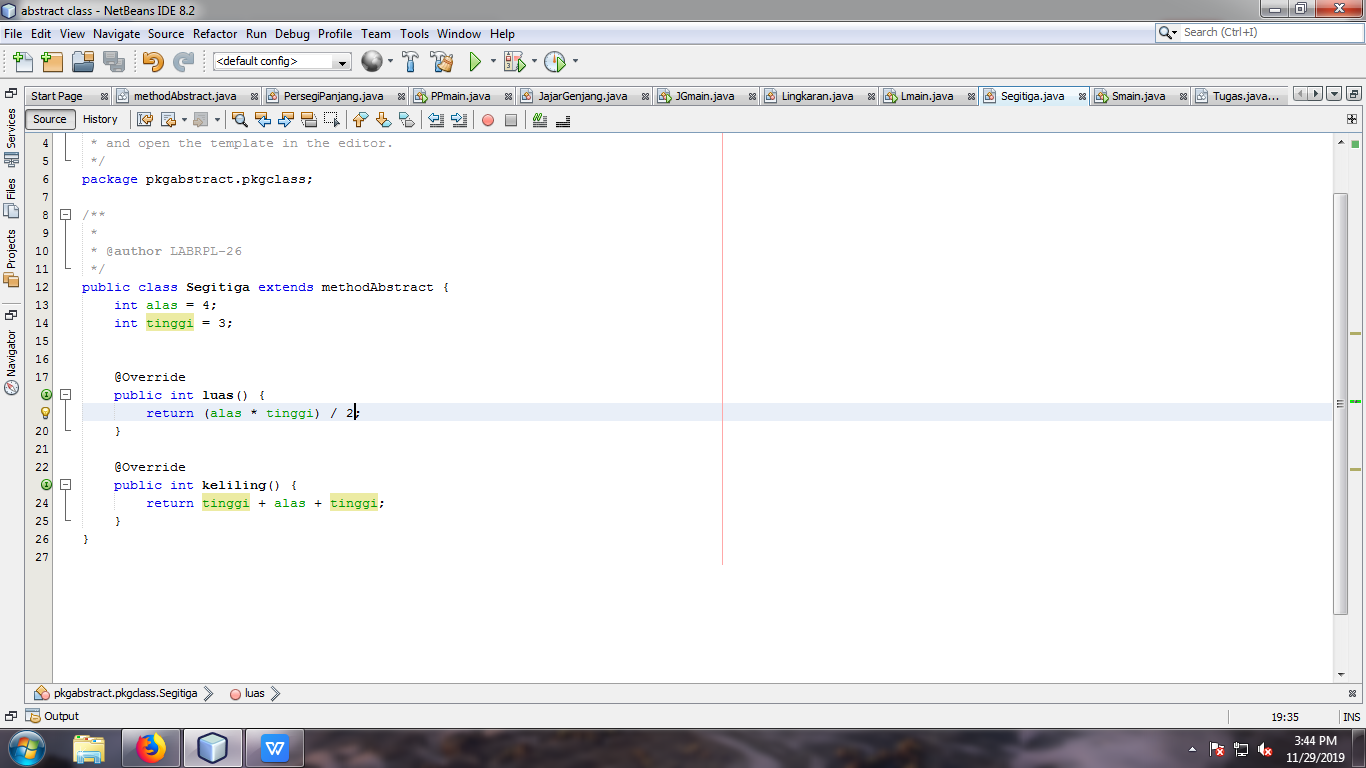 abstract class - NetBeans IDE 8.2
File Edit View Navigate Source Refactor Run Debug Profile Team Tools Window Help
Search (Ctrl+I)
<default config>
Start Page methodAbstract.java PersegiPanjang.java PPmain.java JajarGenjang.java JGmain.java Lingkaran.java Lmain.java Segitiga.java Smain.java Tugas.java...
Source History
Services
Files
Projects
Navigator
4 * and open the template in the editor.
5 */
6 package pkgabstract.pkgclass;
7
8 /**
9 *
10 * @author LABRPL-26
11 */
12 public class Segitiga extends methodAbstract {
13 int alas = 4;
14 int tinggi = 3;
15
16
17 @Override
public int luas() {
return (alas * tinggi) / 2;
20 }
21
22 @Override
public int keliling() {
24 return tinggi + alas + tinggi;
25 }
26 }
27
pkgabstract.pkgclass.Segitiga luas
Output
19:35 INS
3:44 PM
11/29/2019